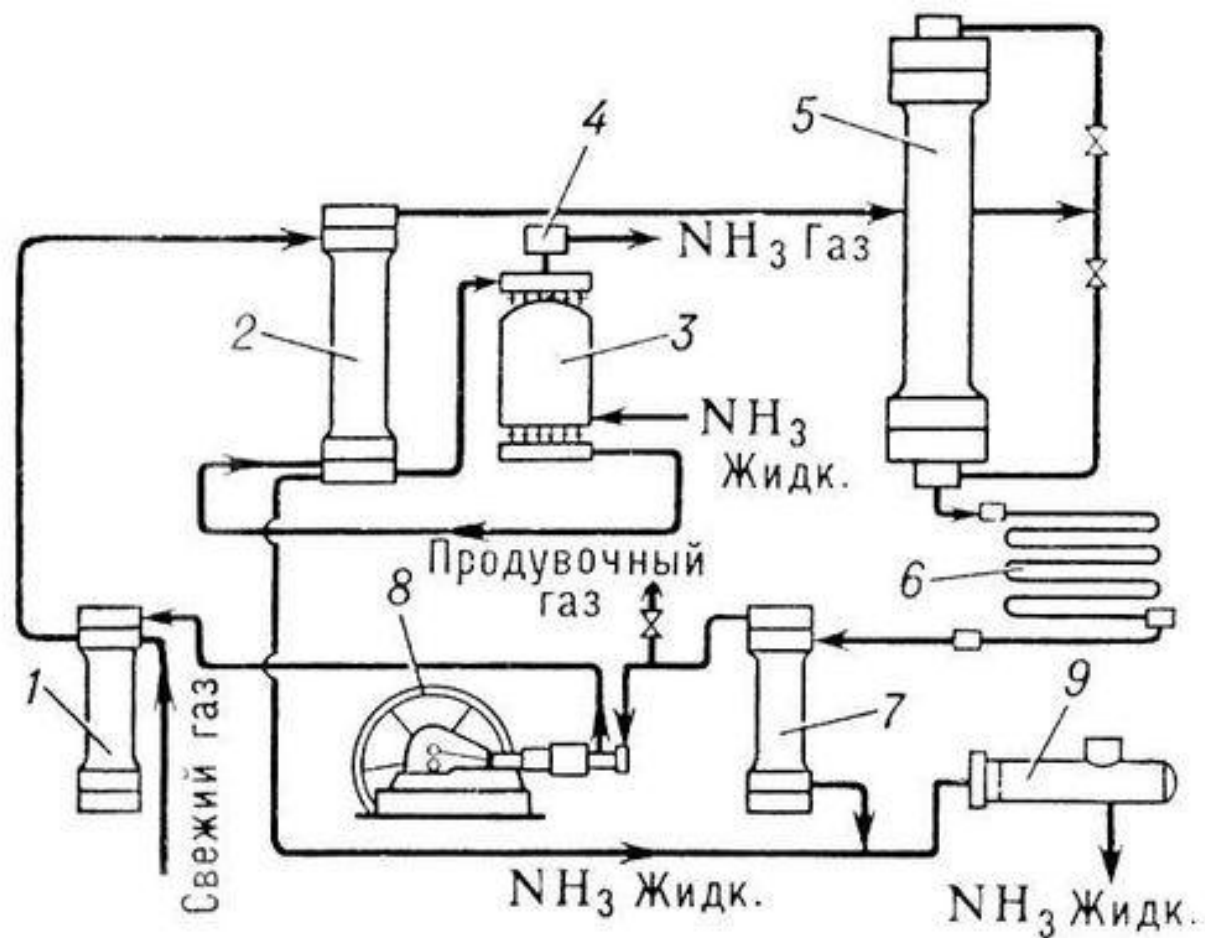 4
5
NH₃ Газ
2
3
NH₃
Жидк.
Продувочный
газ
6
8
1
7
9
Свежий газ
NH₃ Жидк.
NH₃ Жидк.